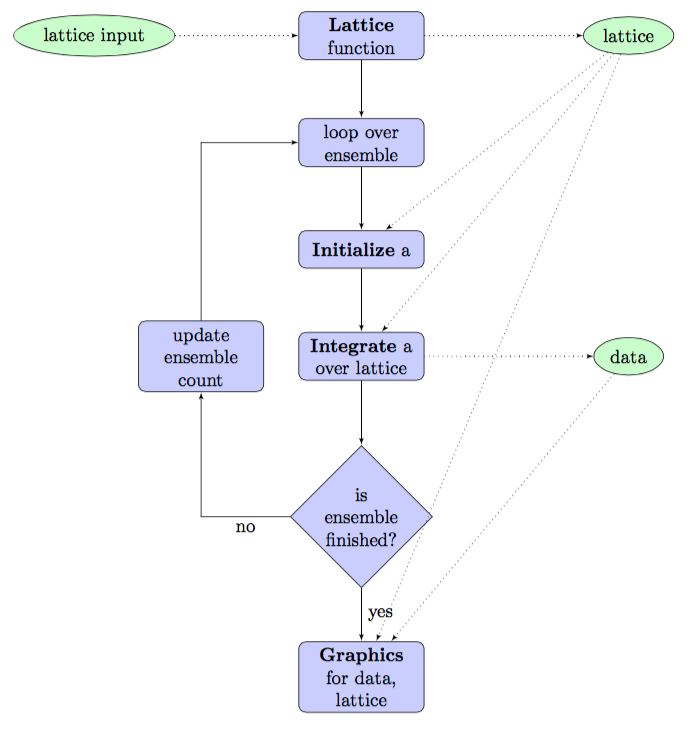 lattice input
Lattice
function
lattice
loop over
ensemble
Initialize a
update
ensemble
count
Integrate a
over lattice
data
is
ensemble
finished?
no
yes
Graphics
for data,
lattice